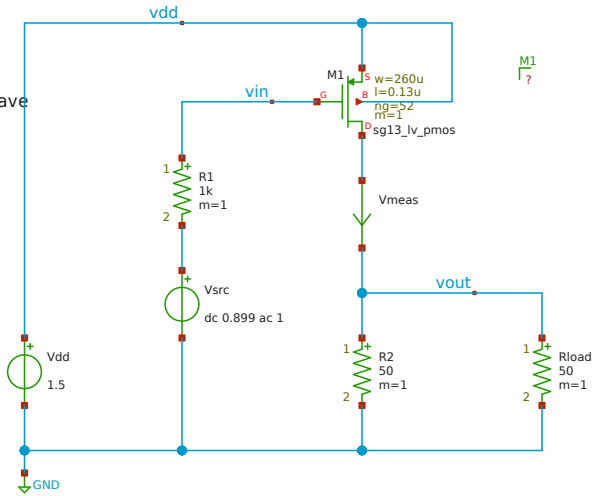 vdd
M1
M1
?
S
w=260u
l=0.13u
B
ng=52
m=1
G
D
sg13_lv_pmos
ave
vin
1
+
R1
1k
m=1
2
Vmeas
+
Vsrc
dc 0.899 ac 1
vout
+
Vdd
1.5
1
+
R2
50
m=1
2
1
+
Rload
50
m=1
2
GND